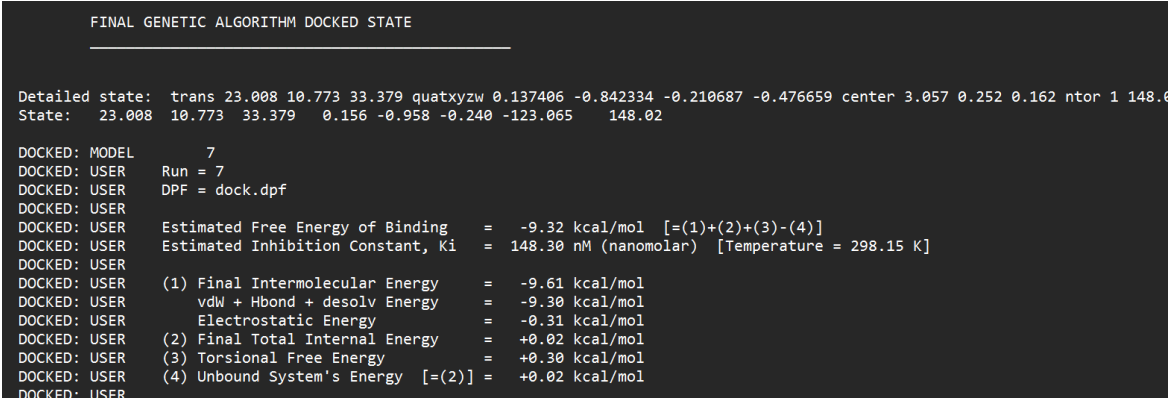 FINAL GENETIC ALGORITHM DOCKED STATE
Detailed state:  trans 23.008 10.773 33.379 quatxyzw 0.137406 -0.842334 -0.210687 -0.476659 center 3.057 0.252 0.162 ntor 1 148.0
State:   23.008  10.773  33.379   0.156 -0.958 -0.240 -123.065    148.02
DOCKED: MODEL        7
DOCKED: USER    Run = 7
DOCKED: USER    DPF = dock.dpf
DOCKED: USER
DOCKED: USER    Estimated Free Energy of Binding    =   -9.32 kcal/mol  [=(1)+(2)+(3)-(4)]
DOCKED: USER    Estimated Inhibition Constant, Ki   =  148.30 nM (nanomolar)  [Temperature = 298.15 K]
DOCKED: USER
DOCKED: USER    (1) Final Intermolecular Energy     =   -9.61 kcal/mol
DOCKED: USER        vdW + Hbond + desolv Energy     =   -9.30 kcal/mol
DOCKED: USER        Electrostatic Energy            =   -0.31 kcal/mol
DOCKED: USER    (2) Final Total Internal Energy     =   +0.02 kcal/mol
DOCKED: USER    (3) Torsional Free Energy           =   +0.30 kcal/mol
DOCKED: USER    (4) Unbound System's Energy  [=(2)] =   +0.02 kcal/mol
DOCKED: USER